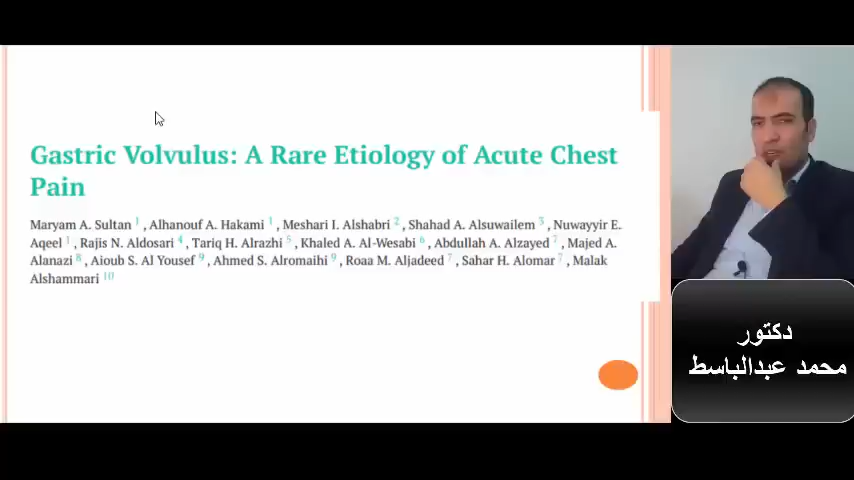 Gastric Volvulus: A Rare Etiology of Acute Chest
Pain
Maryam A. Sultan 1 , Alhanouf A. Hakami 1 , Meshari I. Alshabri 2 , Shahad A. Alsuwailem 3 , Nuwayyir E.
Aqeel 1 , Rajis N. Aldosari 4 , Tariq H. Alrazhi 5 , Khaled A. Al-Wesabi 6 , Abdullah A. Alzayed 7 , Majed A.
Alanazi 8 , Aioub S. Al Yousef 9 , Ahmed S. Alromaihi 9 , Roaa M. Aljadeed 7 , Sahar H. Alomar 7 , Malak
Alshammari 10
دكتور
محمد عبدالباسط